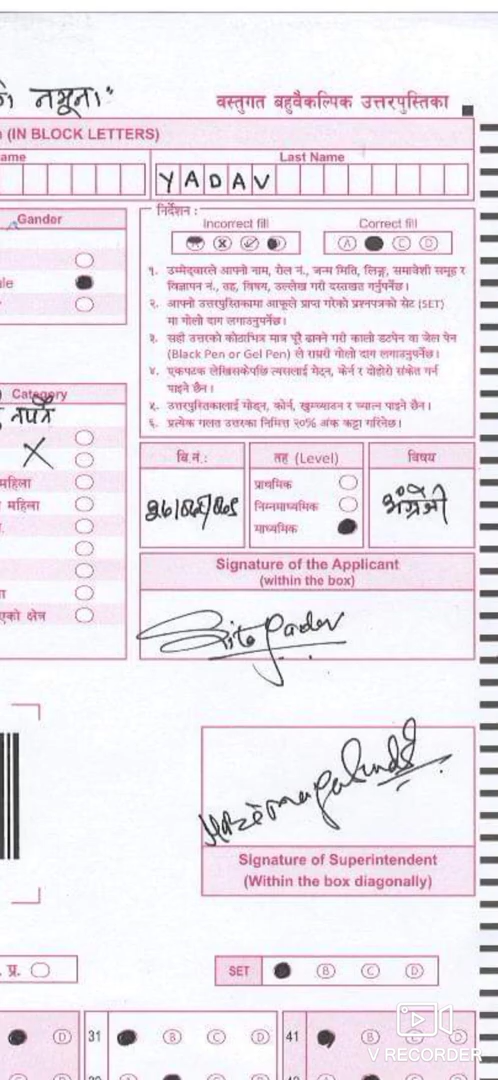 को नमूना"
वस्तुगत बहुवैकल्पिक उत्तरपुस्तिका
(IN BLOCK LETTERS)
ame Last Name
YADAV
Gander
le
निर्देशन :
Incorrect fill Correct fill
A C D
१. उम्मेदवारले आफ्नो नाम, रोल नं., जन्म मिति, लिङ्ग, समावेशी समूह र
विज्ञापन नं., तह, विषय, उल्लेख गरी दस्तखत गर्नुपर्नेछ।
२. आफ्नो उत्तरपुस्तिकामा आफूले प्राप्त गरेको प्रश्नपत्रको सेट (SET)
मा गोलो दाग लगाउनुपर्नेछ।
३. सही उत्तरको कोठाभित्र मात्र पूरै ढाक्ने गरी कालो डटपेन वा जेल पेन
(Black Pen or Gel Pen) ले राम्ररी गोलो दाग लगाउनुपर्नेछ।
४. एकपटक लेखिसकेपछि त्यसलाई मेट्न, केर्न र दोहोरो संकेत गर्न
पाइने छैन।
५. उत्तरपुस्तिकालाई मोड्न, कोर्न, खुम्च्याउन र च्यात्न पाइने छैन।
६. प्रत्येक गलत उत्तरका निमित्त २०% अंक कट्टा गरिनेछ।
Category
महिला
महिला
एको क्षेत्र
वि.नं.: तह (Level) विषय
प्राथमिक
निम्नमाध्यमिक
माध्यमिक
अंग्रेजी
Signature of the Applicant
(within the box)
Signature of Superintendent
(Within the box diagonally)
. प्र.
SET B C D
D 31 B C D 41 B
V RECORDER